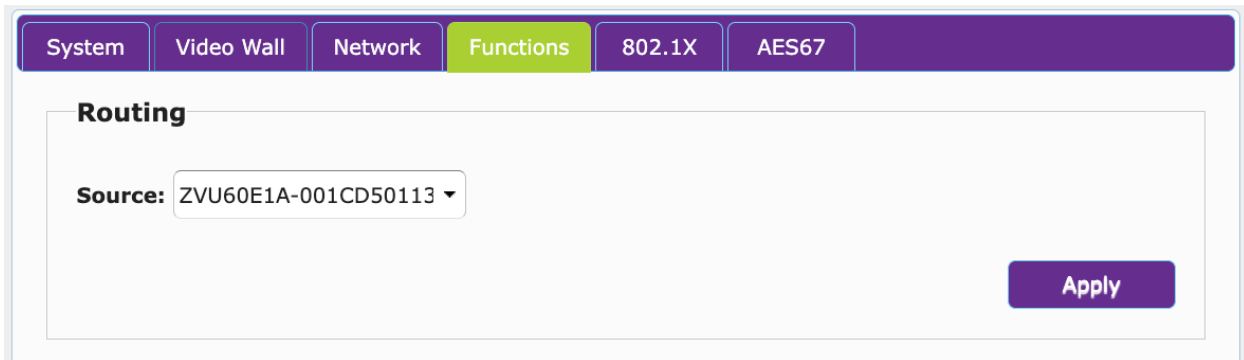 System Video Wall Network Functions 802.1X AES67
Routing
Source: ZVU60E1A-001CD50113
Apply